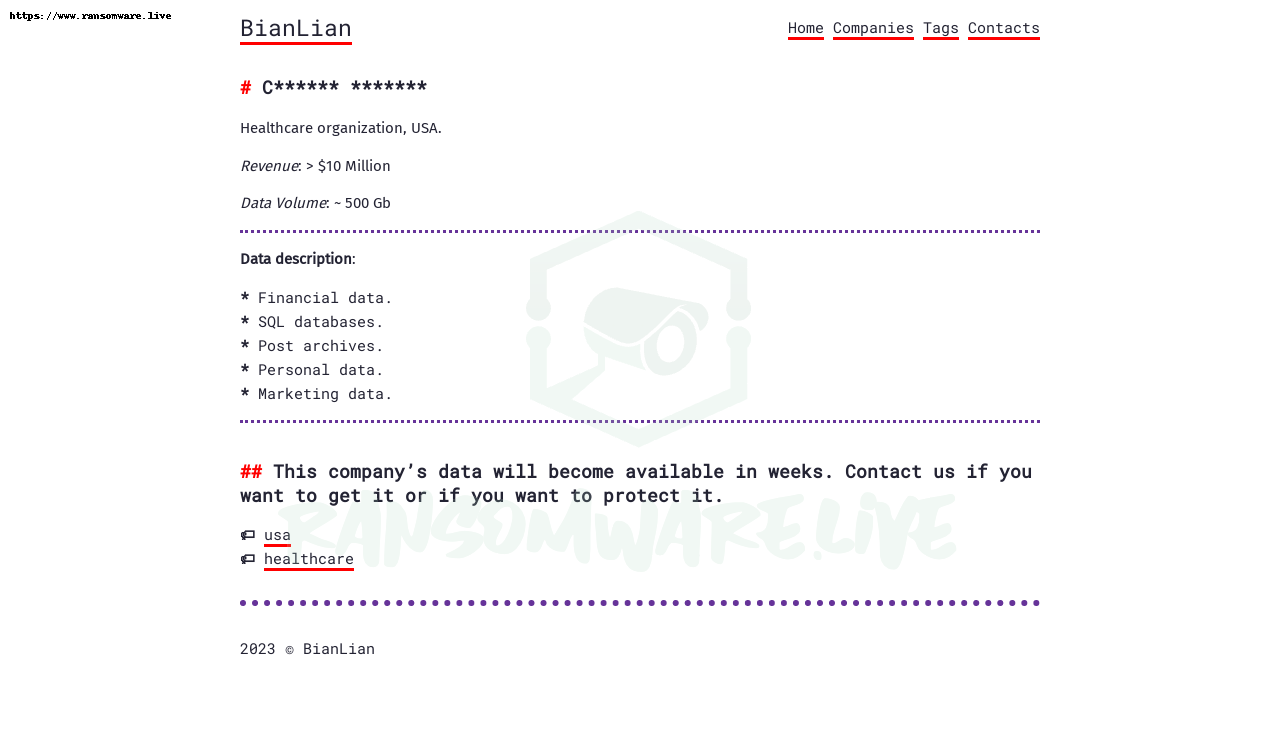 https://www.ransomware.live
BianLian
Home Companies Tags Contacts
# C****** *******
Healthcare organization, USA.
Revenue: > $10 Million
Data Volume: ~ 500 Gb
Data description:
* Financial data.
* SQL databases.
* Post archives.
* Personal data.
* Marketing data.
## This company’s data will become available in weeks. Contact us if you
want to get it or if you want to protect it.
RANSOMWARE.LIVE
usa
healthcare
2023 © BianLian